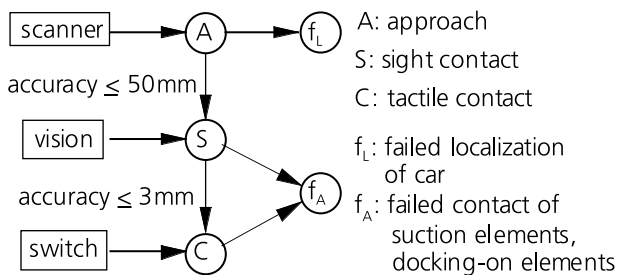 scanner
A
f_L
accuracy ≤ 50mm
vision
S
f_A
accuracy ≤ 3mm
switch
C
A: approach
S: sight contact
C: tactile contact
f_L: failed localization
of car
f_A: failed contact of
suction elements,
docking-on elements